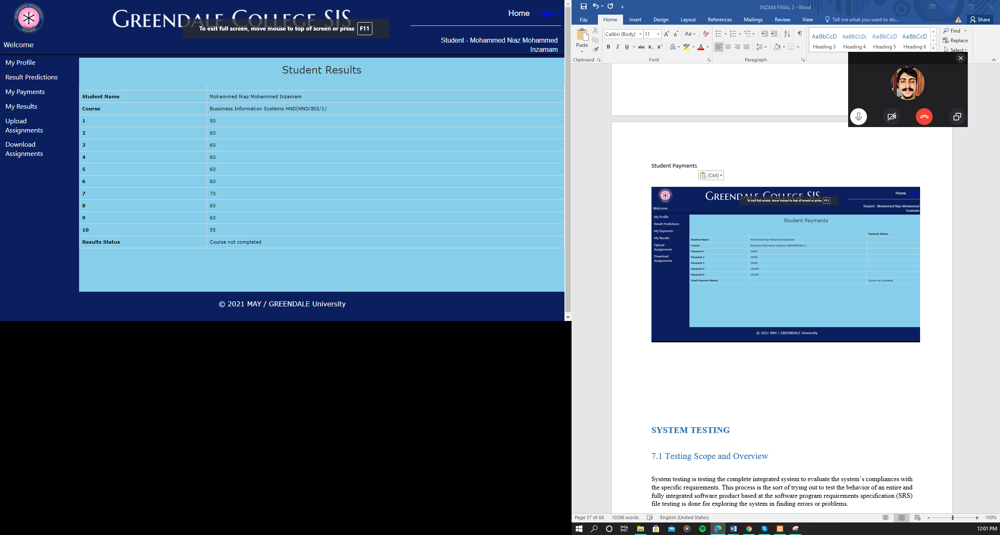 GREENDALE COLLEGE SIS
Home Logout
To exit full screen, move mouse to top of screen or press F11
Welcome
Student - Mohammed Niaz Mohammed
Inzamam
My Profile
Result Predictions
My Payments
My Results
Upload
Assignments
Download
Assignments
Student Results
Student Name Mohammed Niaz Mohammed Inzamam
Course Bussiness Information Systems HND(HND/BIS/1)
1 50
2 60
3 60
4 60
5 60
6 60
7 70
8 60
9 60
10 55
Results Status Course not completed
© 2021 MAY / GREENDALE University
INZAM FINAL 2 - Word
File Home Insert Design Layout References Mailings Review View Tell me what you want to do... Share
Paste
Calibri (Body) 11
Aa
B I U abc x₂ x²
AaBbCcD AaBbCcDc AaBbCcD AaBbCcD
Heading 3 Heading 4 Heading 5 Heading 6
Find
Replace
Select
Clipboard Font Paragraph
Student Payments
(Ctrl)
GREENDALE COLLEGE SIS
Home Logout
To exit full screen, move mouse to top of screen or press F11
Welcome
Student - Mohammed Niaz Mohammed
Inzamam
My Profile
Result Predictions
My Payments
My Results
Upload
Assignments
Download
Assignments
Student Payments
Payment Status
Student Name Mohammed Niaz Mohammed Inzamam
Course Bussiness Information Systems HND(HND/BIS/1)
Payment 1 24000
Payment 2 24000
Payment 3 24000
Payment 4 150000
Payment 5 150000
Final Payment Status Course not completed
© 2021 MAY / GREENDALE University
SYSTEM TESTING
7.1 Testing Scope and Overview
System testing is testing the complete integrated system to evaluate the system's compliances with
the specific requirements. This process is the sort of trying out to test the behavior of an entire and
fully integrated software product based at the software program requirements specification (SRS)
file testing is done for exploring the system in finding errors or problems.
Page 57 of 68 10286 words English (United States) 100%
12:01 PM